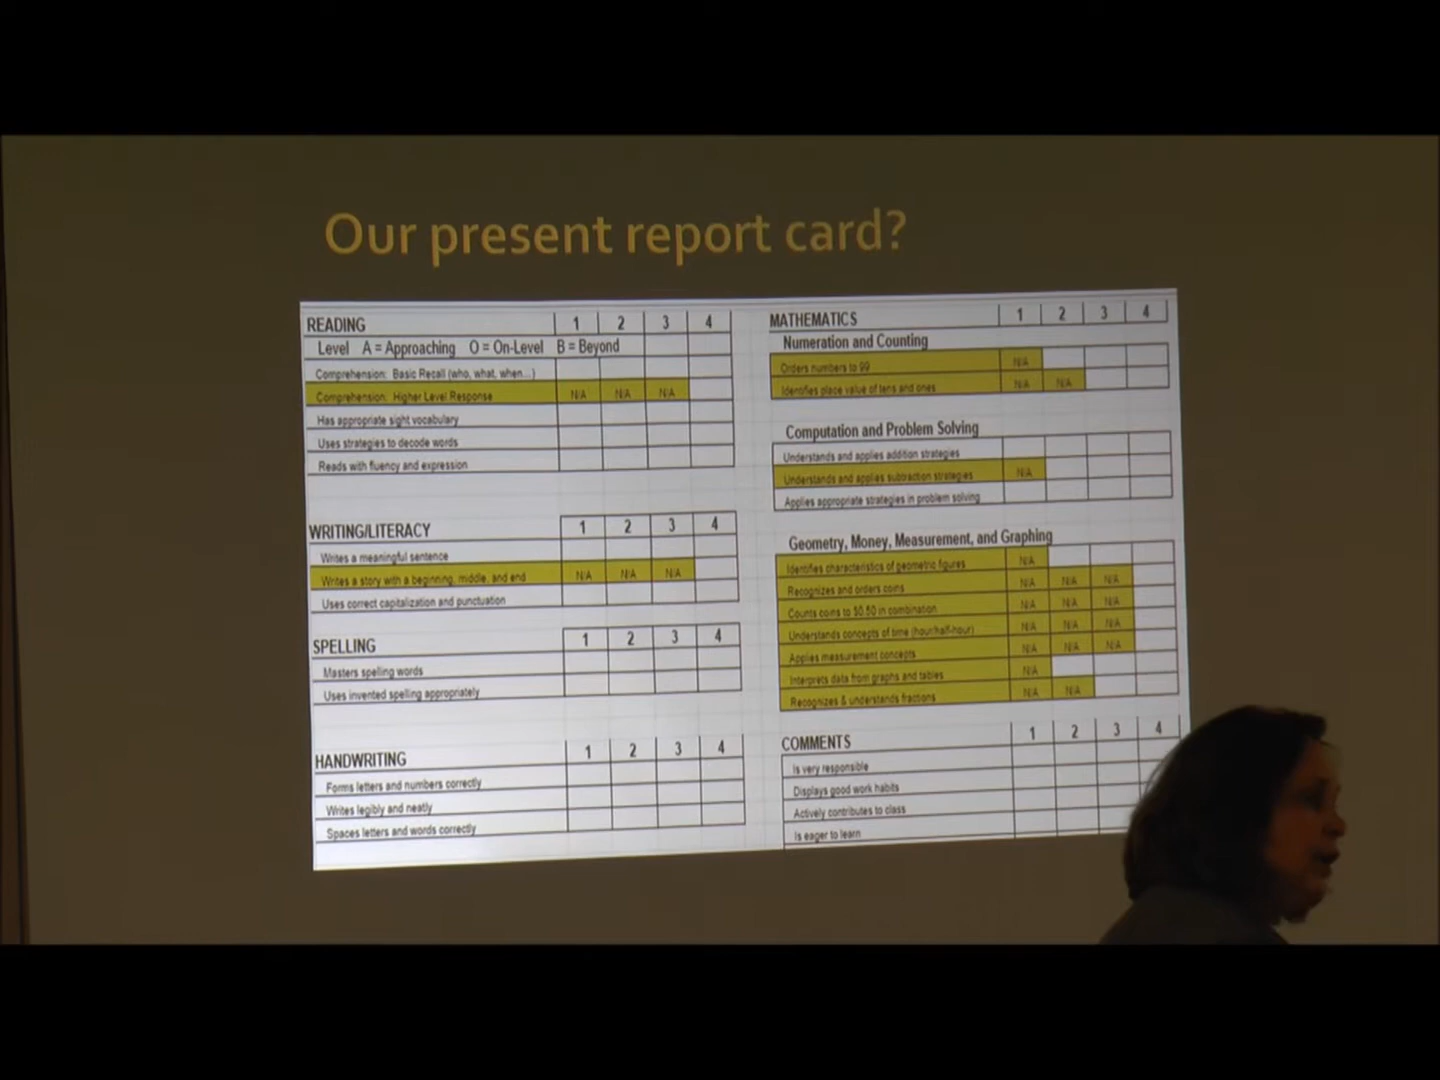 Our present report card?
READING 1 2 3 4
Level A = Approaching O = On-Level B = Beyond
Comprehension: Basic Recall (who, what, when...)
Comprehension: Higher Level Response N/A N/A N/A
Has appropriate sight vocabulary
Uses strategies to decode words
Reads with fluency and expression
WRITING/LITERACY 1 2 3 4
Writes a meaningful sentence
Writes a story with a beginning, middle, and end N/A N/A N/A
Uses correct capitalization and punctuation
SPELLING 1 2 3 4
Masters spelling words
Uses invented spelling appropriately
HANDWRITING 1 2 3 4
Forms letters and numbers correctly
Writes legibly and neatly
Spaces letters and words correctly
MATHEMATICS 1 2 3 4
Numeration and Counting
Orders numbers to 99 N/A
Identifies place value of tens and ones N/A N/A
Computation and Problem Solving
Understands and applies addition strategies
Understands and applies subtraction strategies N/A
Applies appropriate strategies in problem solving
Geometry, Money, Measurement, and Graphing
Identifies characteristics of geometric figures N/A
Recognizes and orders coins N/A N/A N/A
Counts coins to $0.50 in combination N/A N/A N/A
Understands concepts of time (hour/half-hour) N/A N/A N/A
Applies measurement concepts N/A N/A N/A
Interprets data from graphs and tables N/A
Recognizes & understands fractions N/A N/A
COMMENTS 1 2 3 4
Is very responsible
Displays good work habits
Actively contributes to class
Is eager to learn